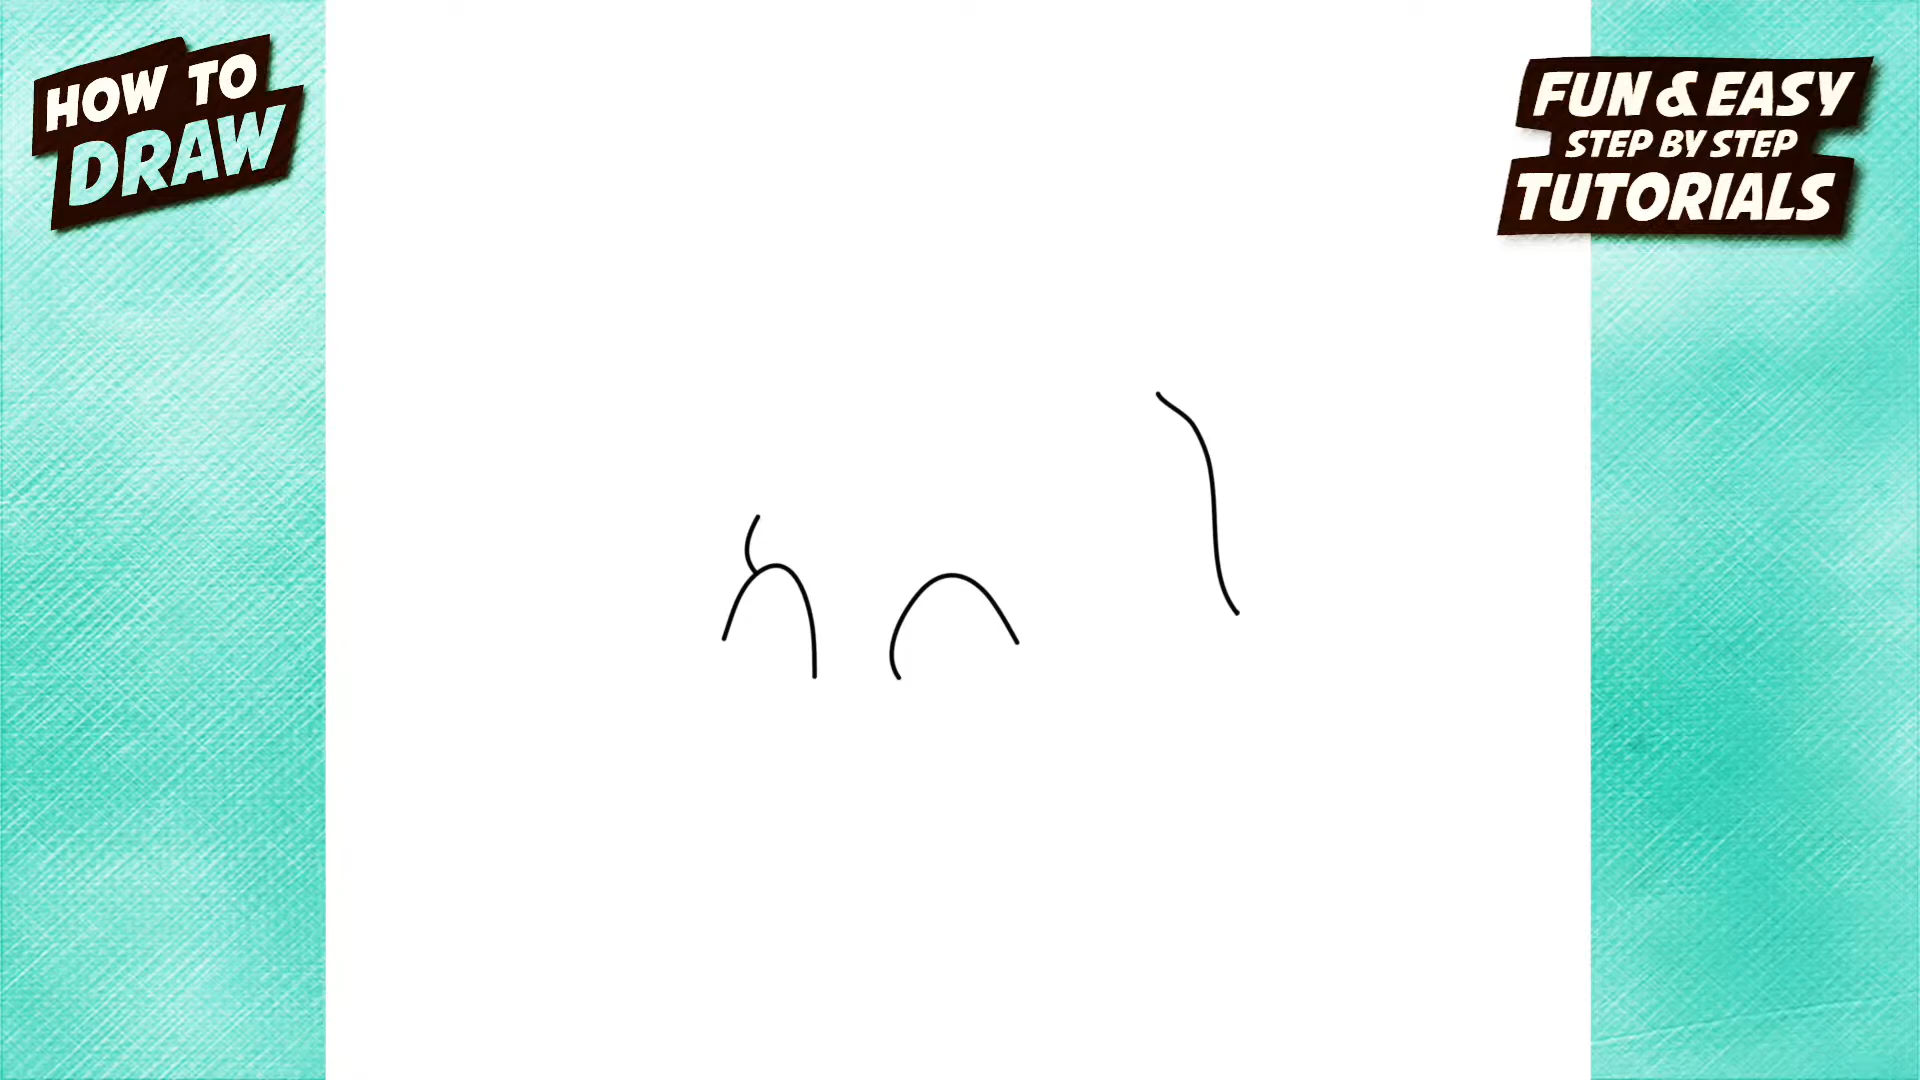 HOW TO
DRAW
FUN & EASY
STEP BY STEP
TUTORIALS